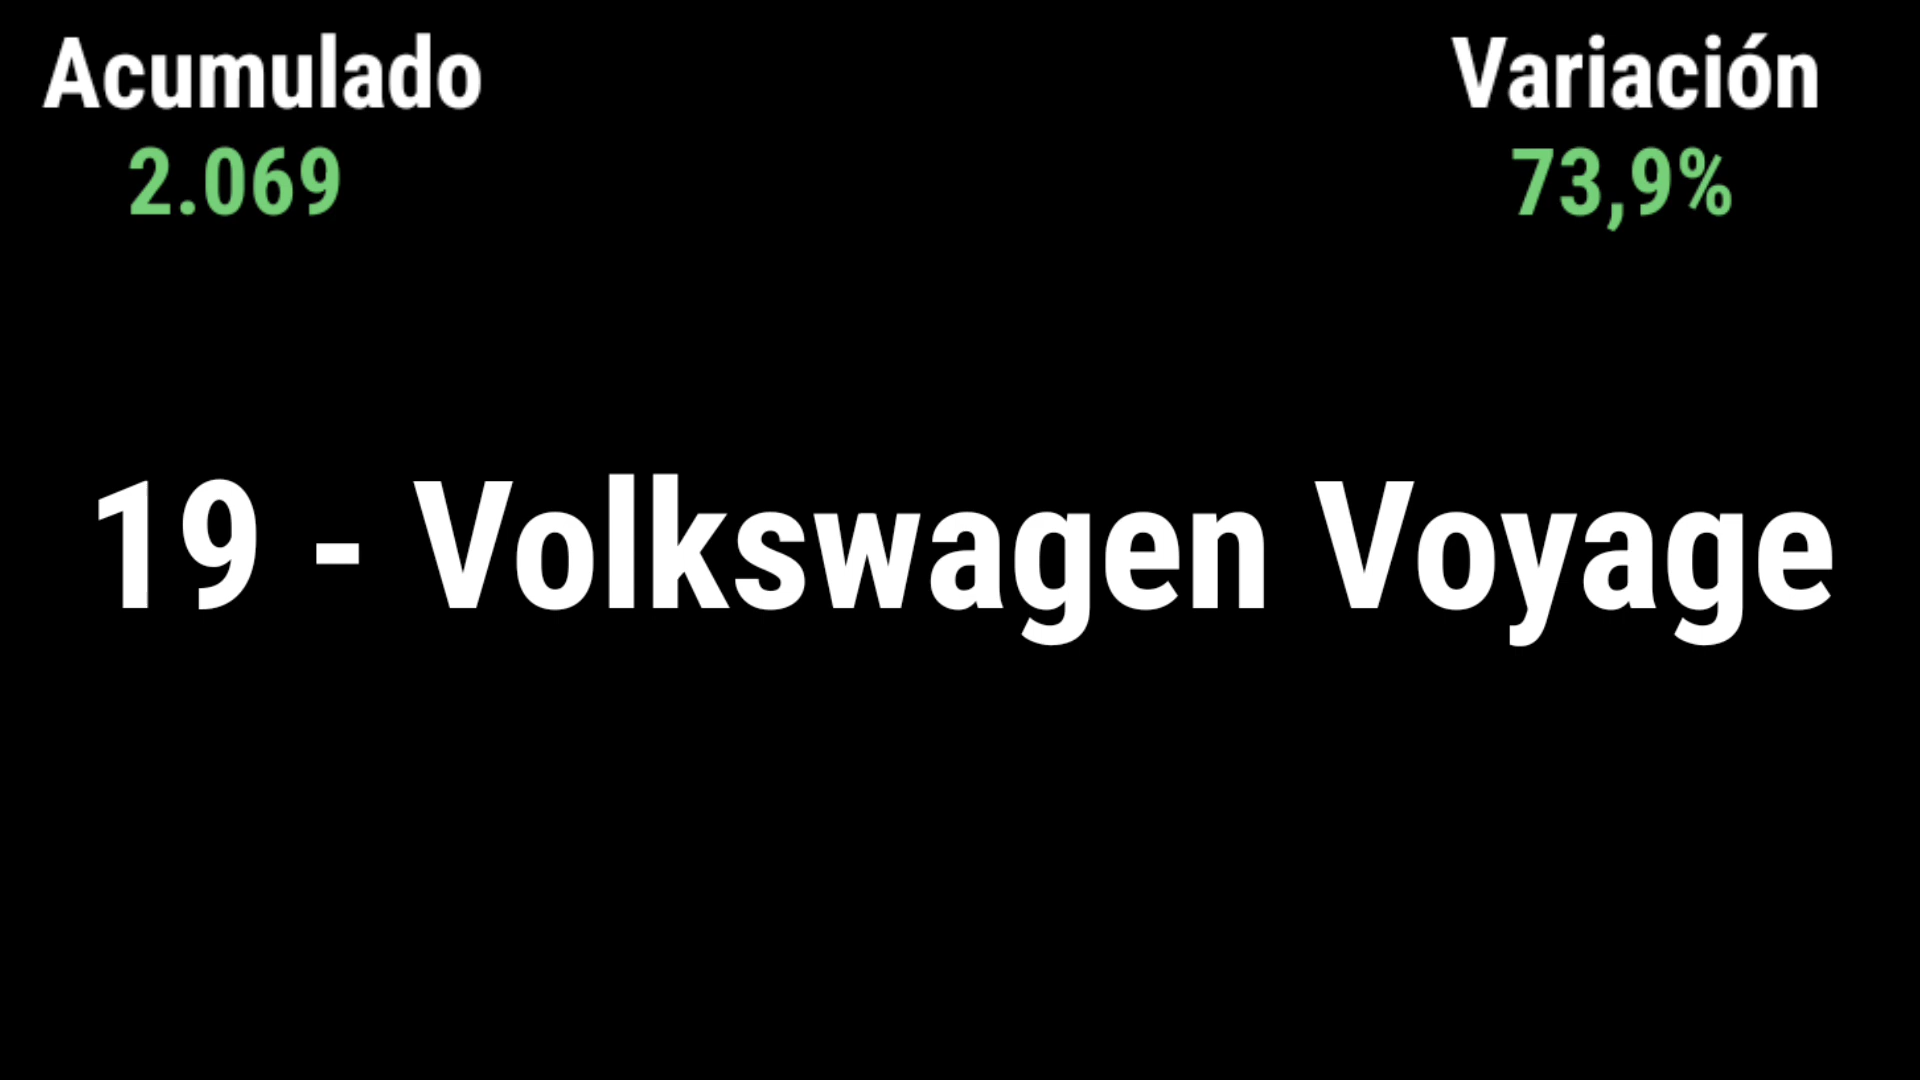 Acumulado
2.069
Variación
73,9%
19 - Volkswagen Voyage